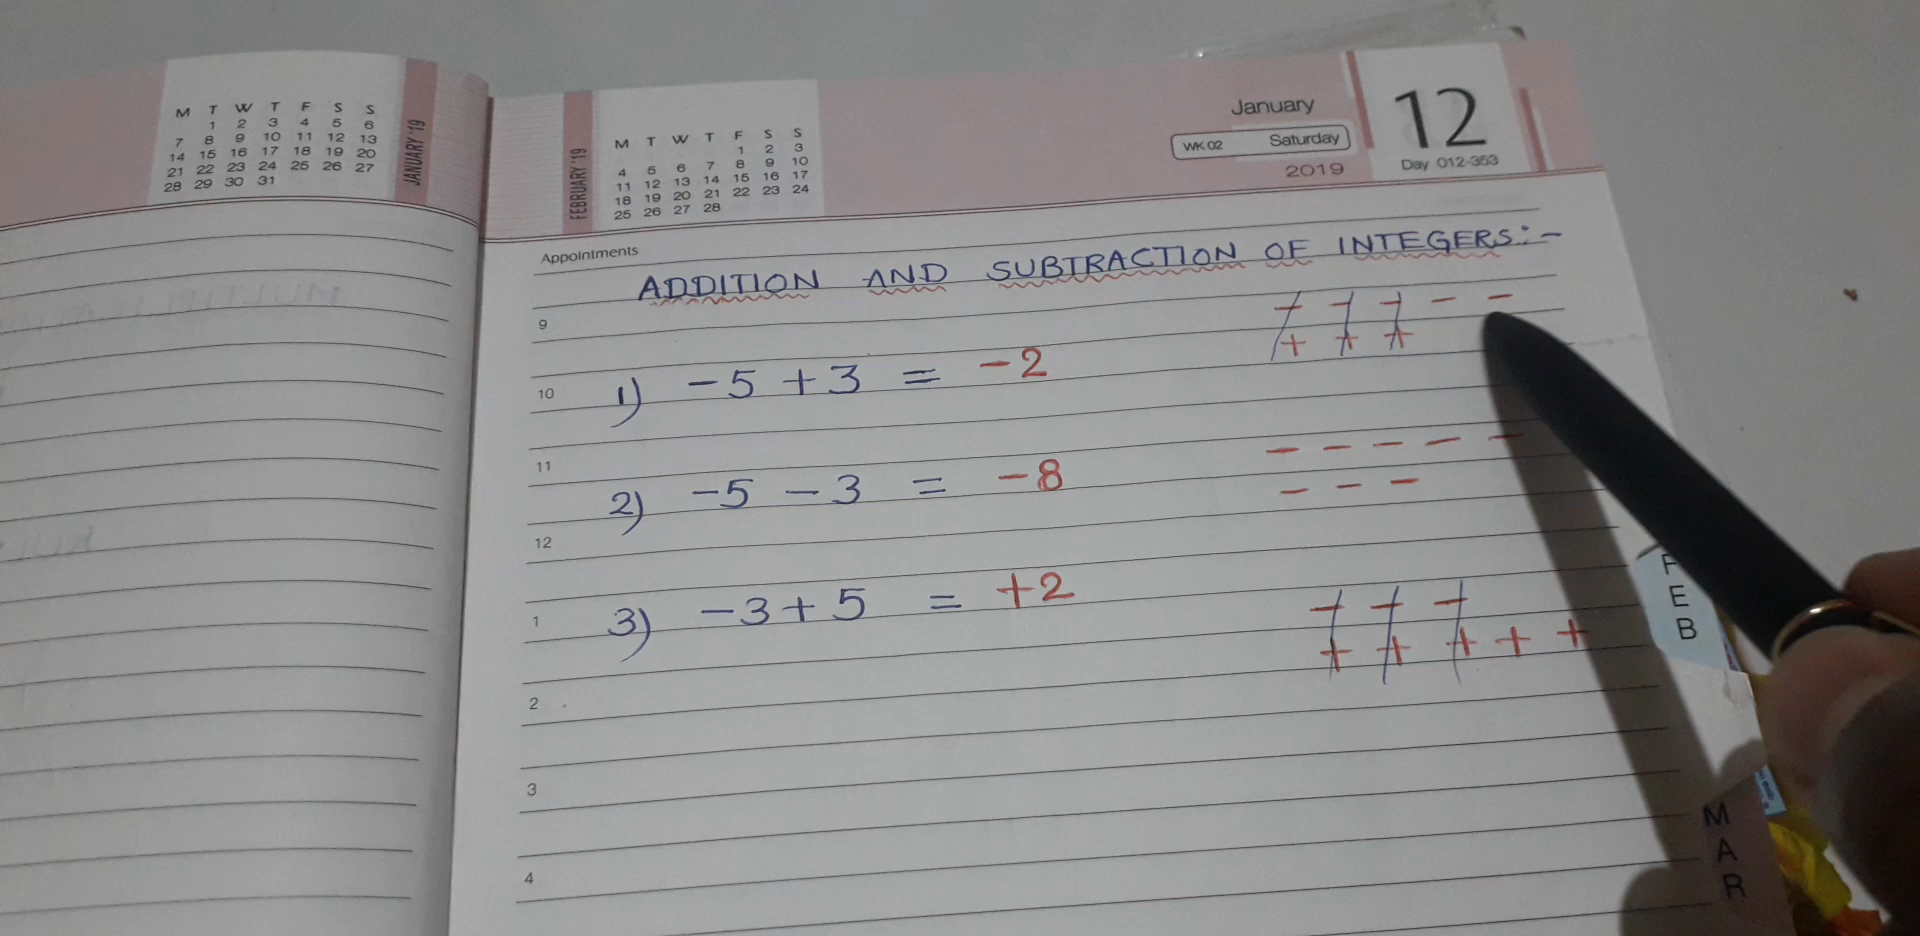 M T W T F S S
1 2 3 4 5 6
7 8 9 10 11 12 13
14 15 16 17 18 19 20
21 22 23 24 25 26 27
28 29 30 31
JANUARY '19
FEBRUARY '19
M T W T F S S
1 2 3
4 5 6 7 8 9 10
11 12 13 14 15 16 17
18 19 20 21 22 23 24
25 26 27 28
January
WK 02 Saturday
2019
12
Day 012-353
Appointments
ADDITION AND SUBTRACTION OF INTEGERS:-
9
- - - - -
+ + +
10
1) -5 + 3 = -2
11
- - - - -
2) -5 - 3 = -8
- - -
12
1
3) -3 + 5 = +2
- - -
+ + + + +
2
3
4
FEB
MAR